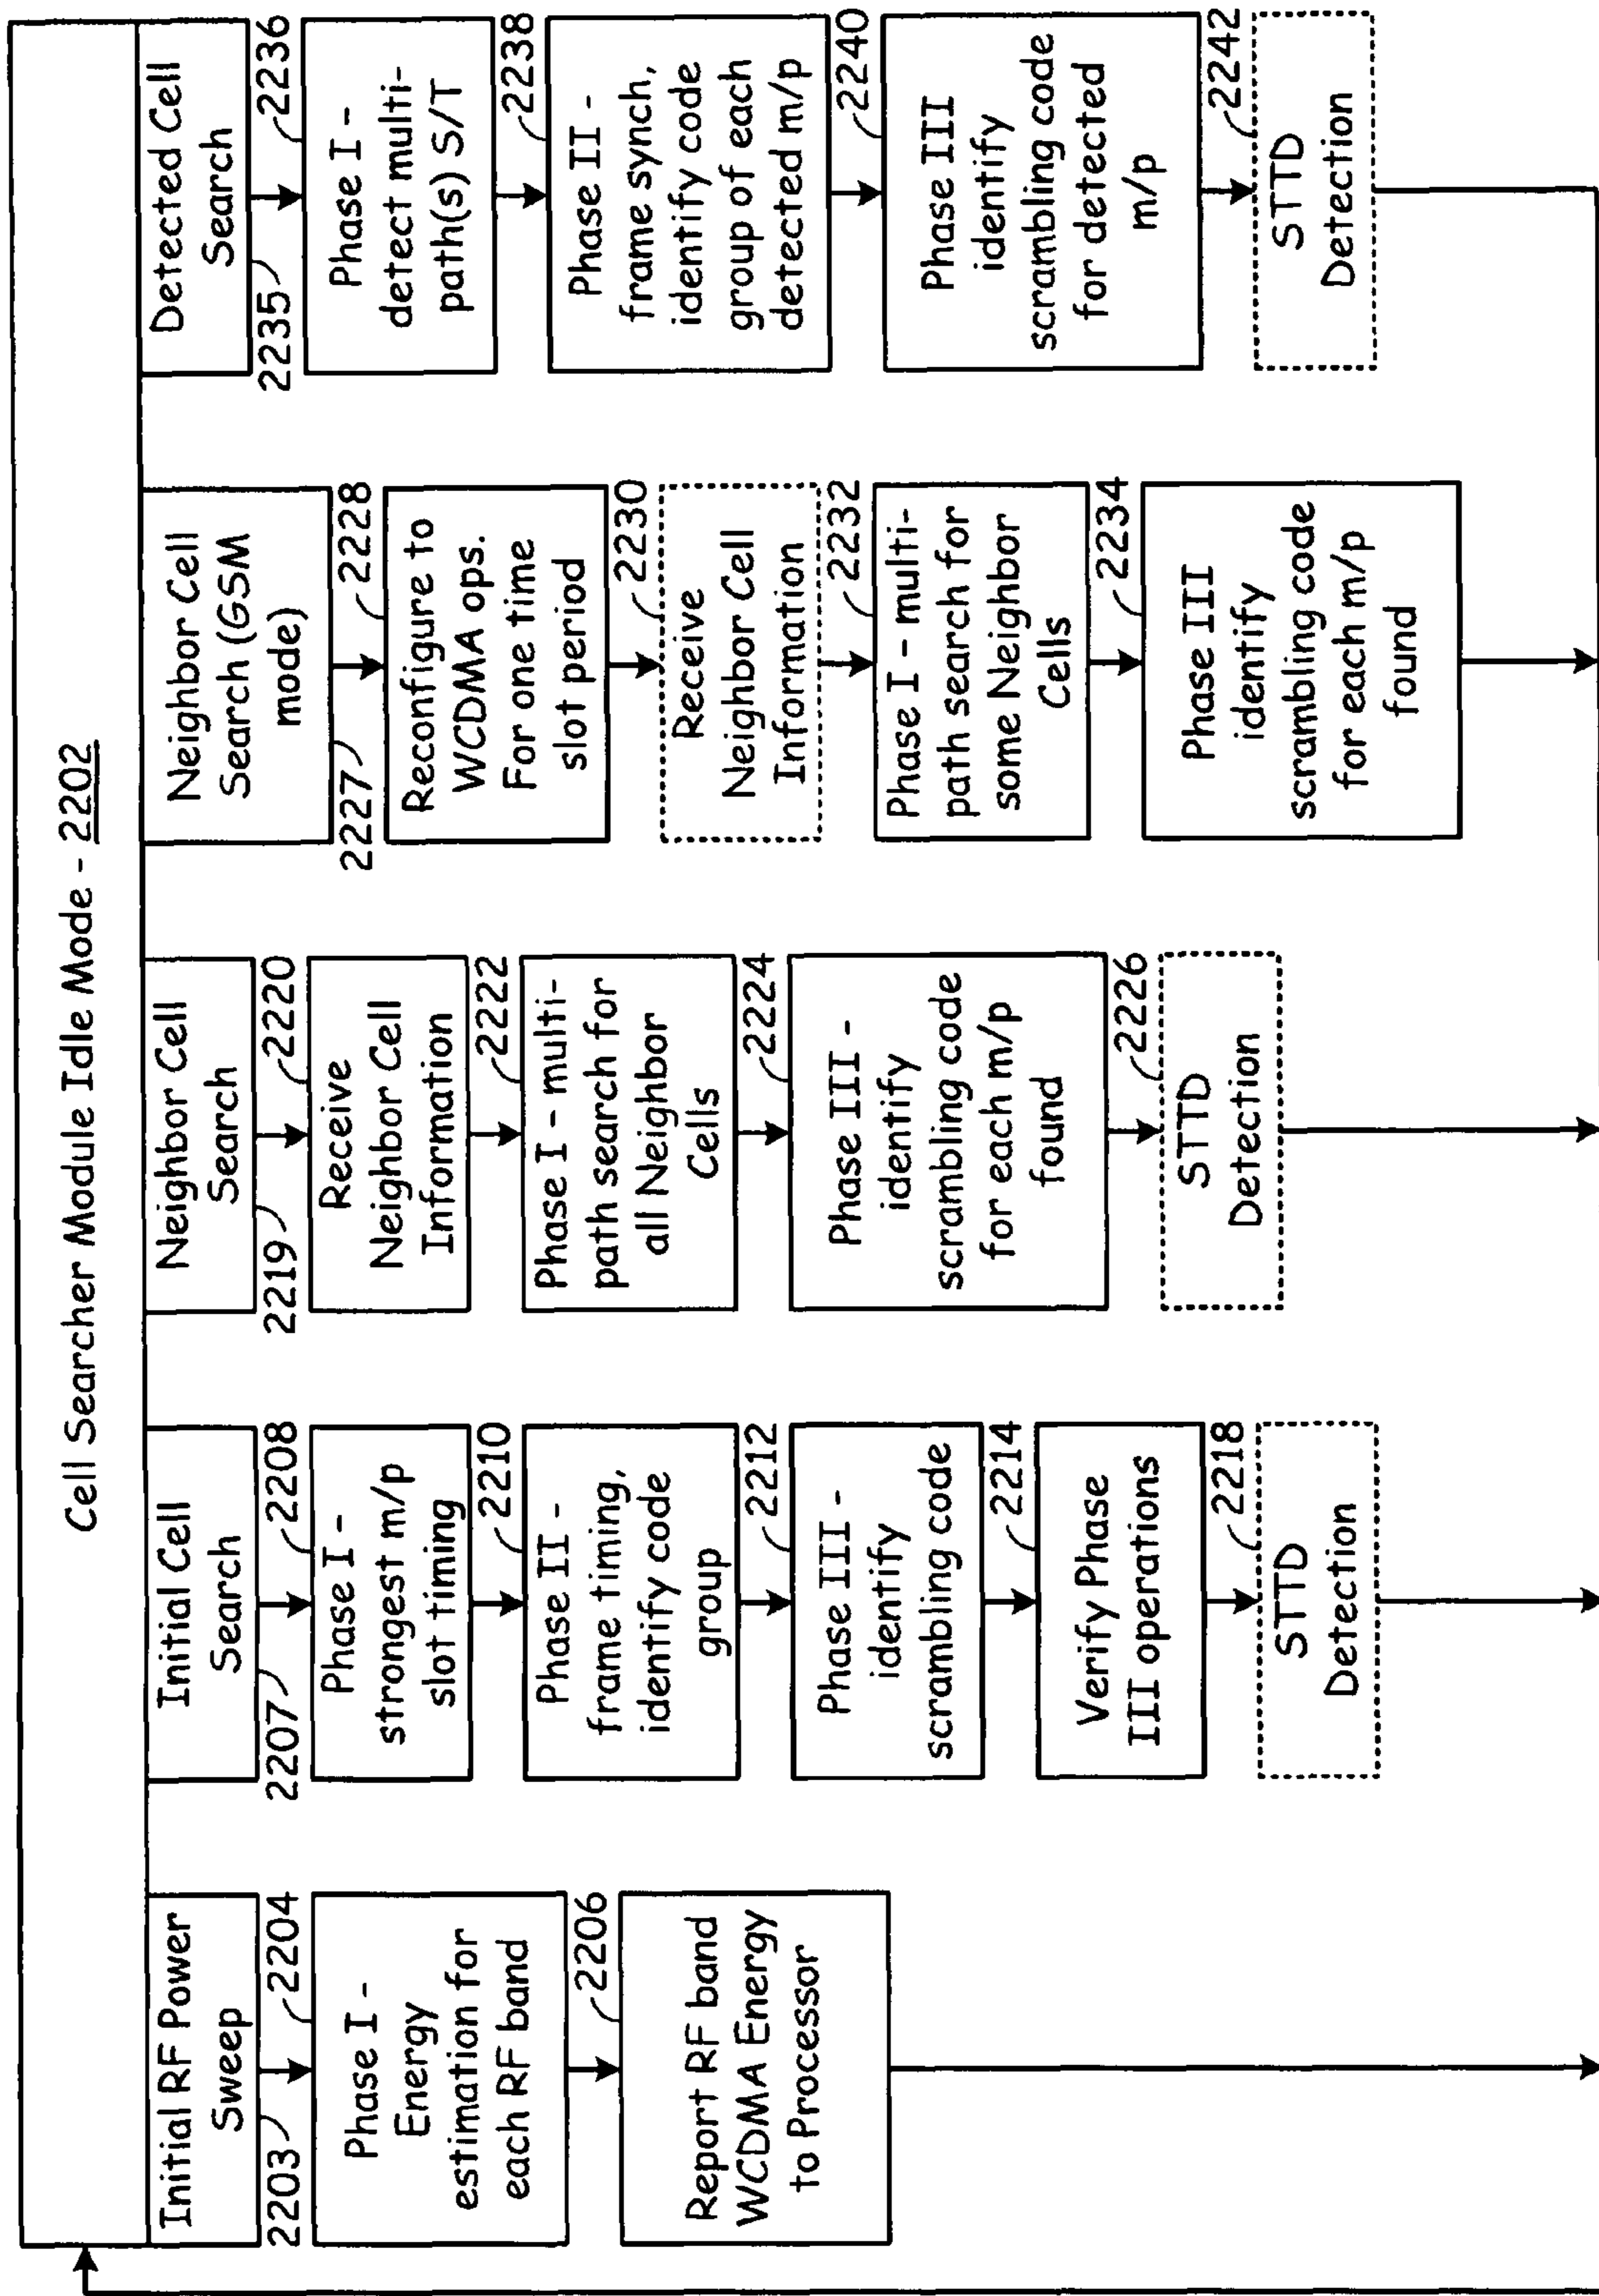 Cell Searcher Module Idle Mode - 2202
Initial RF Power
Sweep
2203
2204
Phase I -
Energy
estimation for
each RF band
2206
Report RF band
WCDMA Energy
to Processor
Initial Cell
Search
2207
2208
Phase I -
strongest m/p
slot timing
2210
Phase II -
frame timing,
identify code
group
2212
Phase III -
identify
scrambling code
2214
Verify Phase
III operations
2218
STTD
Detection
Neighbor Cell
Search
2219
2220
Receive
Neighbor Cell
Information
2222
Phase I - multi-
path search for
all Neighbor
Cells
2224
Phase III -
identify
scrambling code
for each m/p
found
2226
STTD
Detection
Neighbor Cell
Search (GSM
mode)
2227
2228
Reconfigure to
WCDMA ops.
For one time
slot period
2230
Receive
Neighbor Cell
Information
2232
Phase I - multi-
path search for
some Neighbor
Cells
2234
Phase III
identify
scrambling code
for each m/p
found
Detected Cell
Search
2235
2236
Phase I -
detect multi-
path(s) S/T
2238
Phase II -
frame synch,
identify code
group of each
detected m/p
2240
Phase III
identify
scrambling code
for detected
m/p
2242
STTD
Detection